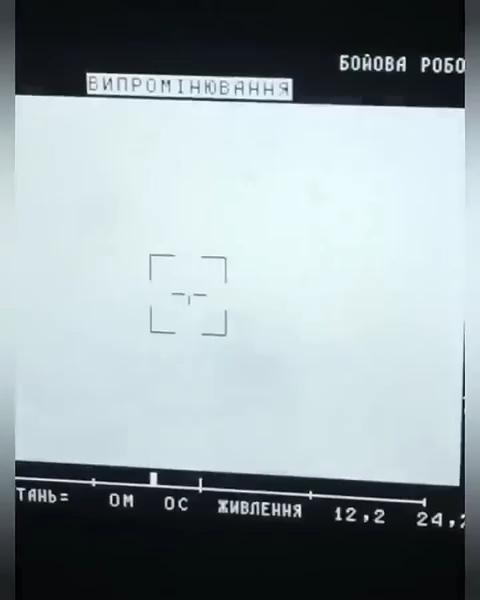 БОЙОВА РОБО
ВИПРОМІНЮВАННЯ
ТАНЬ= ОМ ОС ЖИВЛЕННЯ 12,2 24,